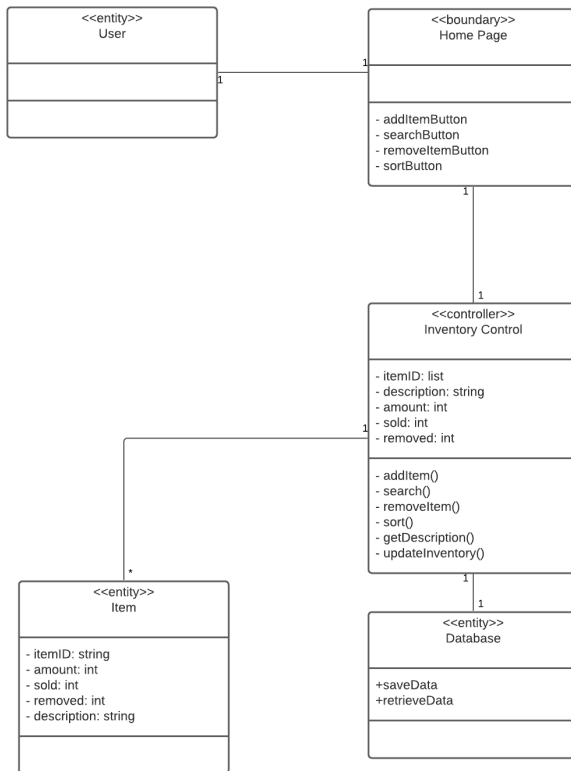 <<entity>>
User
1
<<boundary>>
Home Page
1
- addItemButton
- searchButton
- removeItemButton
- sortButton
1
1
<<controller>>
Inventory Control
- itemID: list
- description: string
- amount: int
- sold: int
- removed: int
1
- addItem()
- search()
- removeItem()
- sort()
- getDescription()
- updateInventory()
1
*
<<entity>>
Item
- itemID: string
- amount: int
- sold: int
- removed: int
- description: string
1
<<entity>>
Database
+saveData
+retrieveData